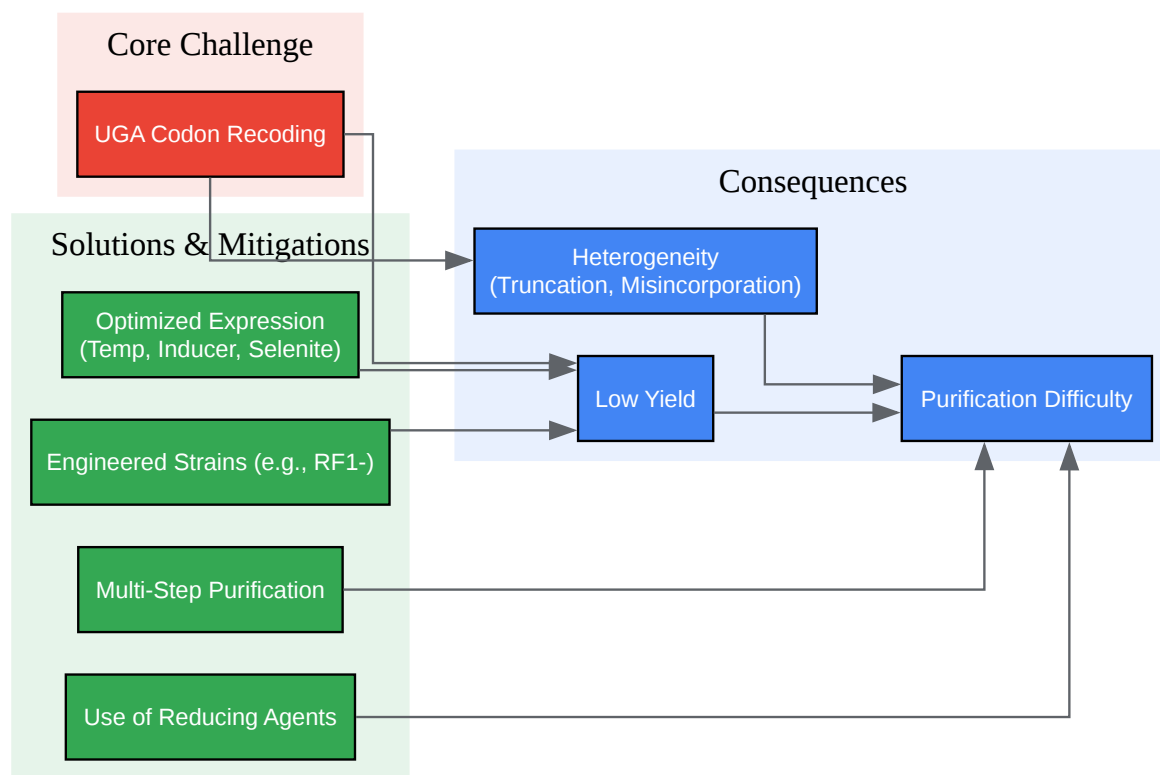 Core Challenge
UGA Codon Recoding
Consequences
Solutions & Mitigations
Heterogeneity
(Truncation, Misincorporation)
Optimized Expression
(Temp, Inducer, Selenite)
Low Yield
Purification Difficulty
Engineered Strains (e.g., RF1-)
Multi-Step Purification
Use of Reducing Agents